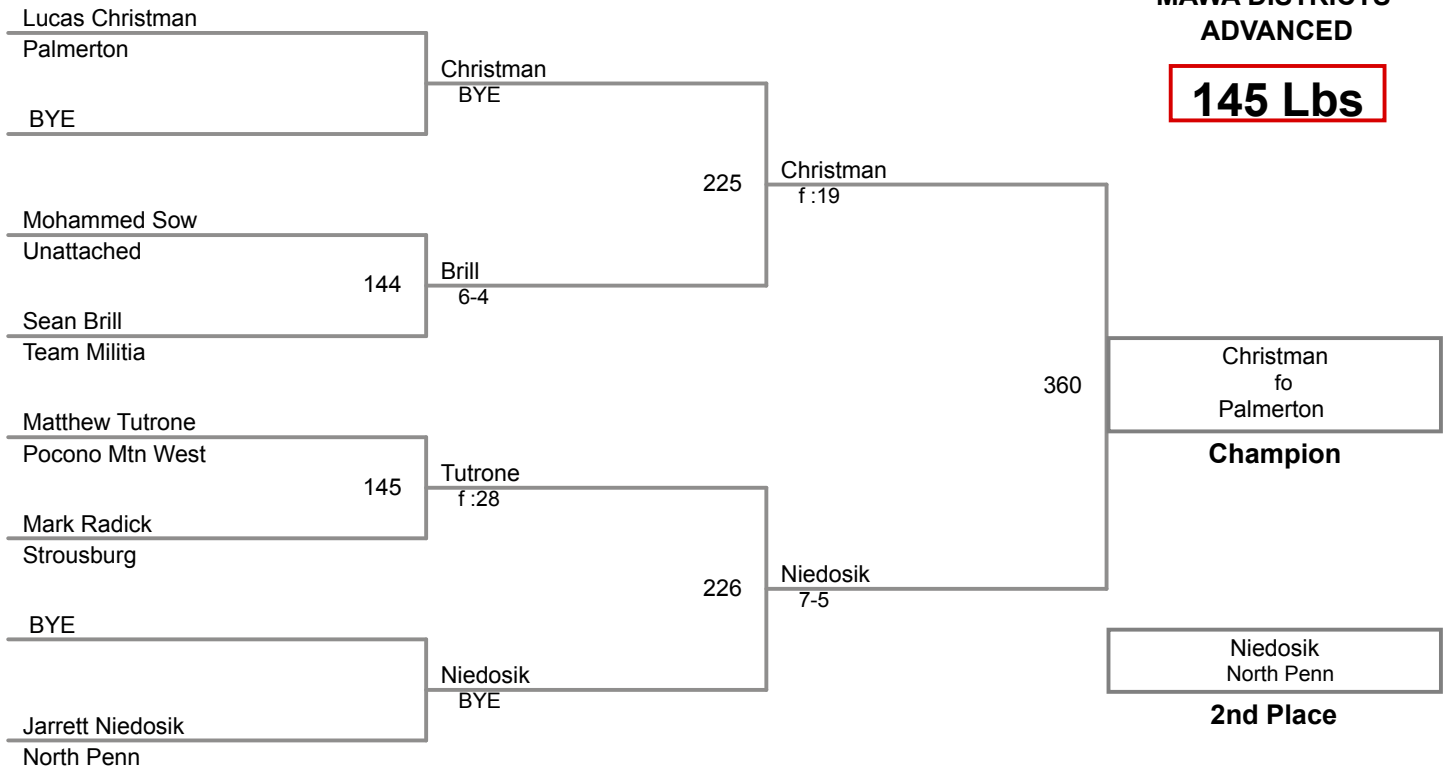 MAWA DISTRICTS
ADVANCED
145 Lbs
Lucas Christman
Palmerton
Christman
BYE
BYE
225
Christman
f :19
Mohammed Sow
Unattached
144
Brill
6-4
Sean Brill
Team Militia
360
Christman
fo
Palmerton
Champion
Matthew Tutrone
Pocono Mtn West
145
Tutrone
f :28
Mark Radick
Strousburg
226
Niedosik
7-5
BYE
Niedosik
BYE
Jarrett Niedosik
North Penn
Niedosik
North Penn
2nd Place